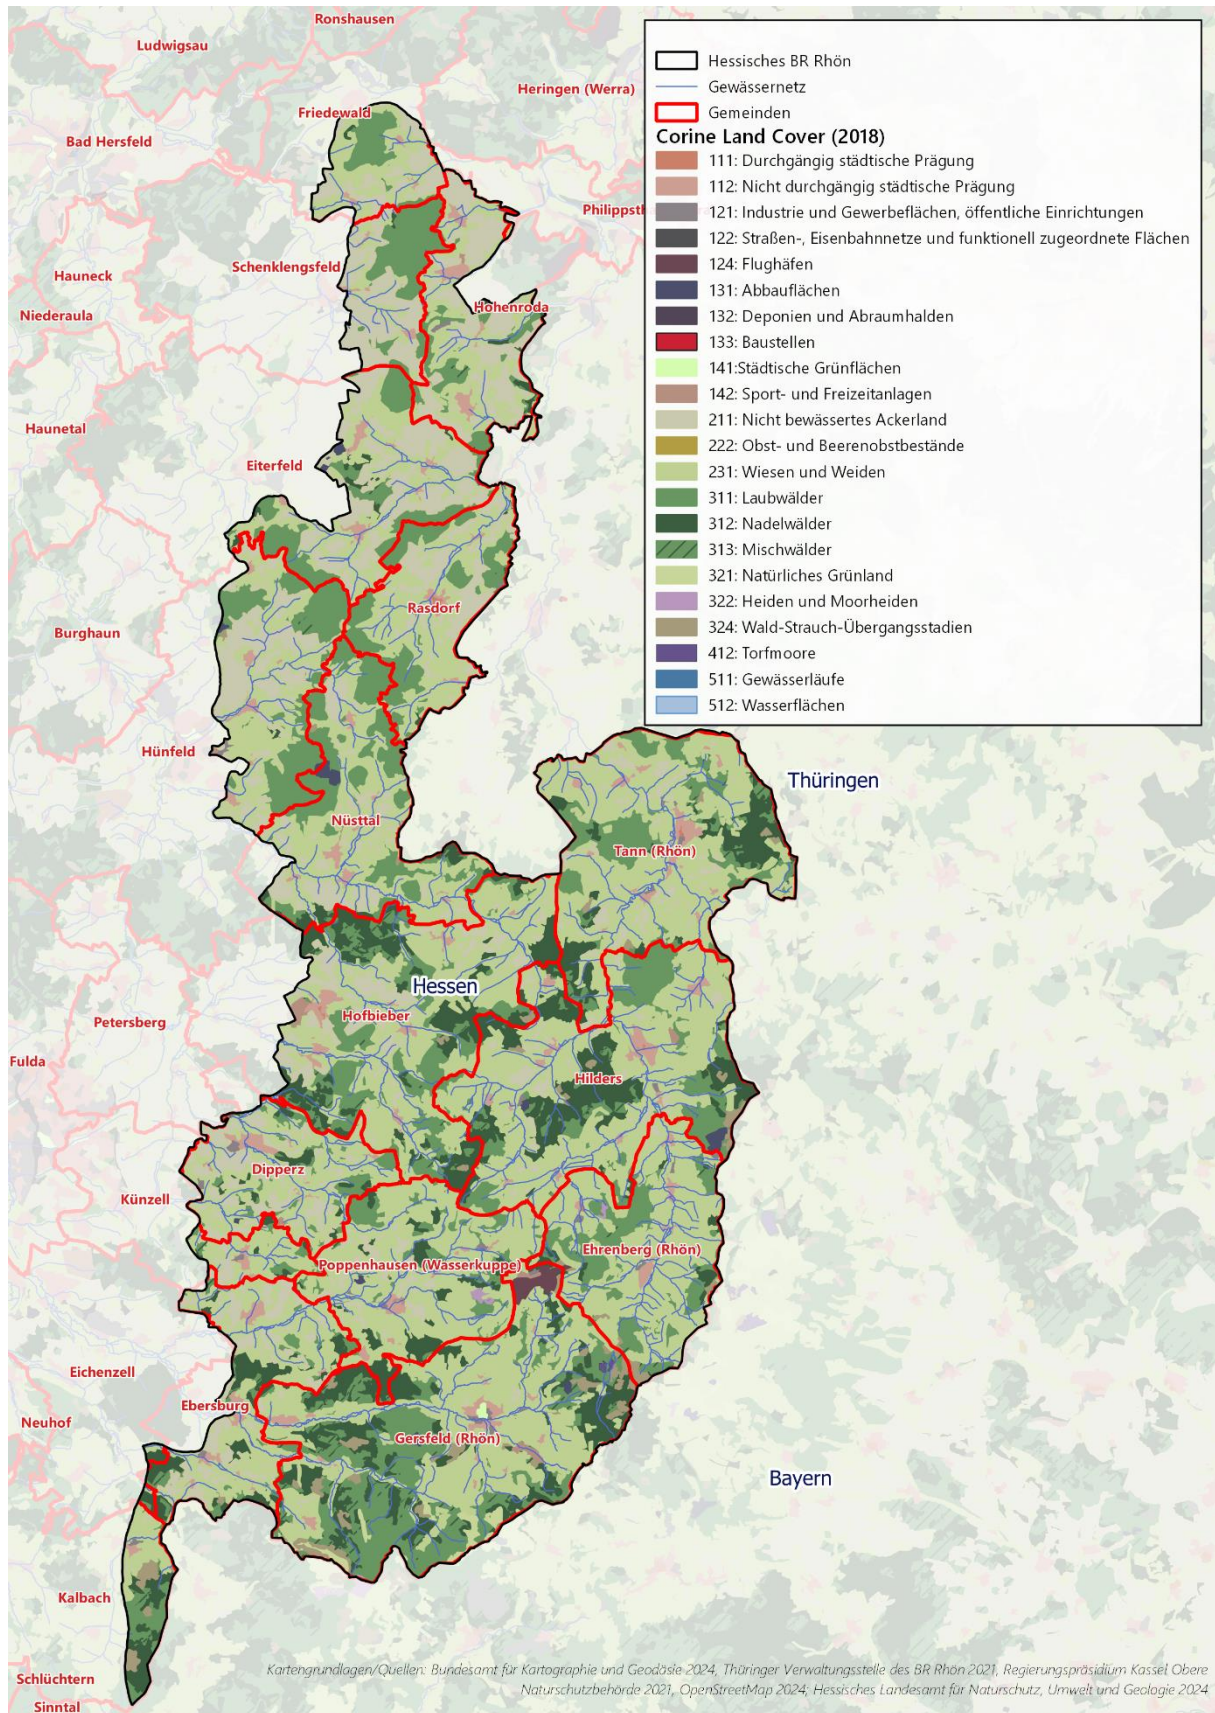 Ronshausen
Ludwigsau
Heringen (Werra)
Friedewald
Bad Hersfeld
Philippsth
Schenklengsfeld
Hauneck
Hohenroda
Niederaula
Haunetal
Eiterfeld
Rasdorf
Burghaun
Hünfeld
Nüsttal
Thüringen
Tann (Rhön)
Hessen
Hofbieber
Petersberg
Fulda
Hilders
Dipperz
Künzell
Ehrenberg (Rhön)
Poppenhausen (Wasserkuppe)
Eichenzell
Ebersburg
Neuhof
Gersfeld (Rhön)
Bayern
Kalbach
Schlüchtern
Sinntal
Hessisches BR Rhön
Gewässernetz
Gemeinden
Corine Land Cover (2018)
111: Durchgängig städtische Prägung
112: Nicht durchgängig städtische Prägung
121: Industrie und Gewerbeflächen, öffentliche Einrichtungen
122: Straßen-, Eisenbahnnetze und funktionell zugeordnete Flächen
124: Flughäfen
131: Abbauflächen
132: Deponien und Abraumhalden
133: Baustellen
141:Städtische Grünflächen
142: Sport- und Freizeitanlagen
211: Nicht bewässertes Ackerland
222: Obst- und Beerenobstbestände
231: Wiesen und Weiden
311: Laubwälder
312: Nadelwälder
313: Mischwälder
321: Natürliches Grünland
322: Heiden und Moorheiden
324: Wald-Strauch-Übergangsstadien
412: Torfmoore
511: Gewässerläufe
512: Wasserflächen
Kartengrundlagen/Quellen: Bundesamt für Kartographie und Geodäsie 2024, Thüringer Verwaltungsstelle des BR Rhön 2021, Regierungspräsidium Kassel Obere
Naturschutzbehörde 2021, OpenStreetMap 2024; Hessisches Landesamt für Naturschutz, Umwelt und Geologie 2024